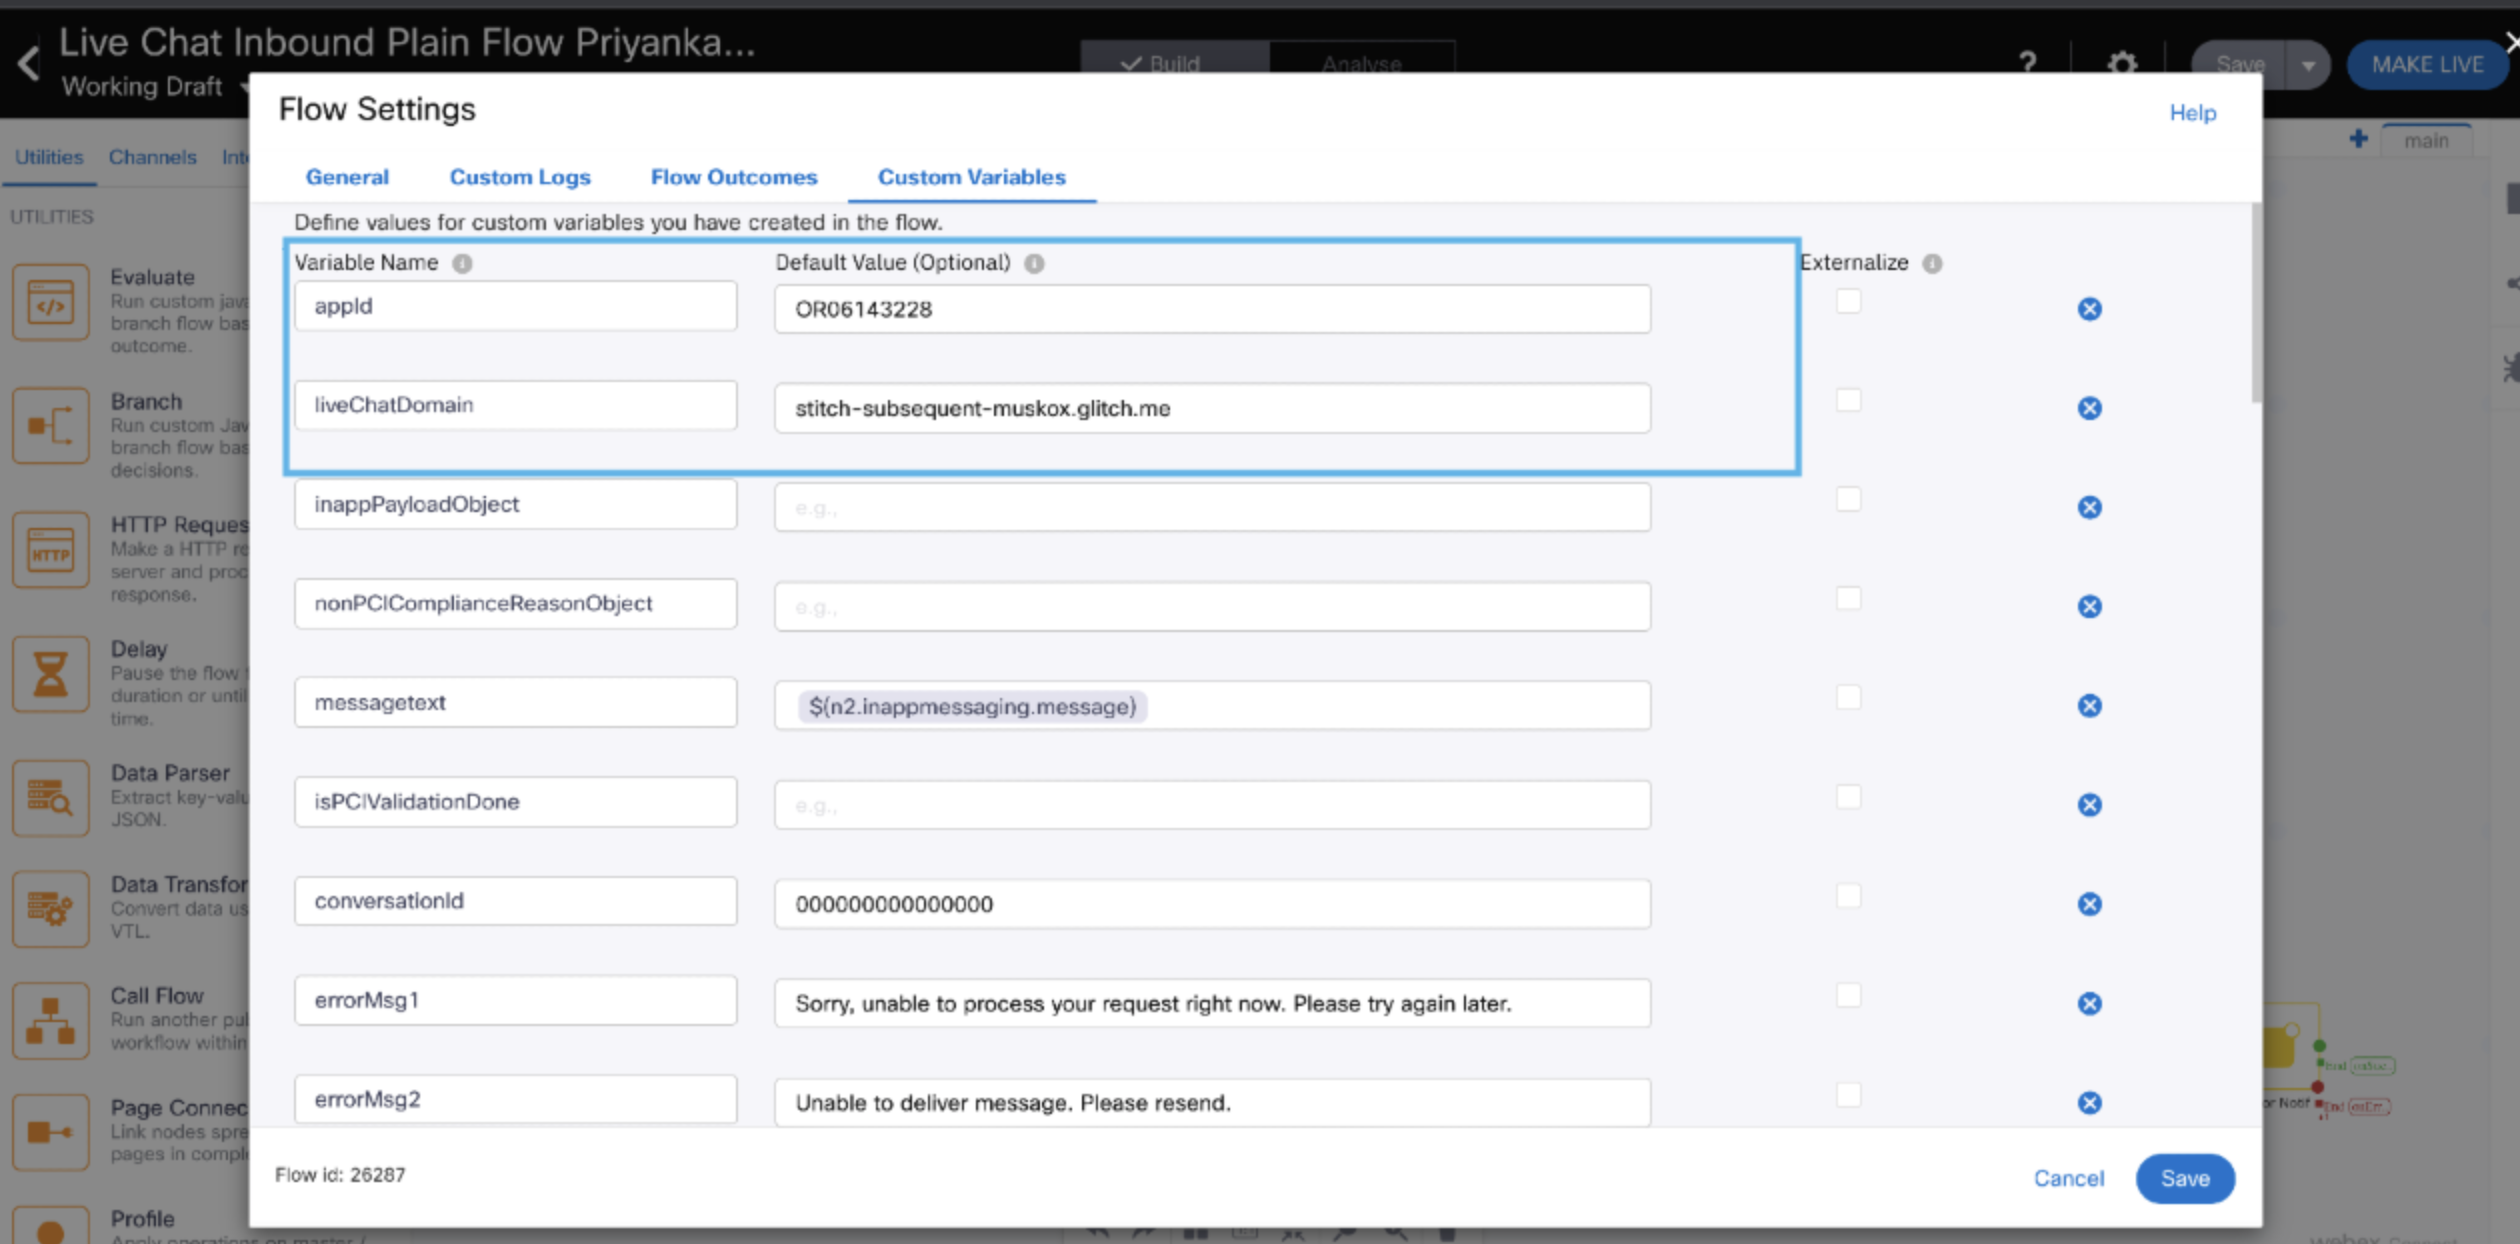 Live Chat Inbound Plain Flow Priyanka...
Working Draft
Build
Analyse
?
Save
MAKE LIVE
Flow Settings
Help
Utilities
Channels
General
Custom Logs
Flow Outcomes
Custom Variables
main
UTILITIES
Define values for custom variables you have created in the flow.
Variable Name
Default Value (Optional)
Externalize
appId
OR06143228
liveChatDomain
stitch-subsequent-muskox.glitch.me
inappPayloadObject
e.g.,
nonPCIComplianceReasonObject
e.g.,
messagetext
$(n2.inappmessaging.message)
isPCIValidationDone
e.g.,
conversationId
000000000000000
errorMsg1
Sorry, unable to process your request right now. Please try again later.
errorMsg2
Unable to deliver message. Please resend.
Flow id: 26287
Cancel
Save
Evaluate
Run custom java
branch flow bas
outcome.
Branch
Run custom Jav
branch flow bas
decisions.
HTTP Reques
HTTP
Make a HTTP re
server and proc
response.
Delay
Pause the flow
duration or until
time.
Data Parser
Extract key-valu
JSON.
Data Transfor
Convert data us
VTL.
Call Flow
Run another pul
workflow within
Page Connec
Link nodes spre
pages in compl
Profile
or Notif
End